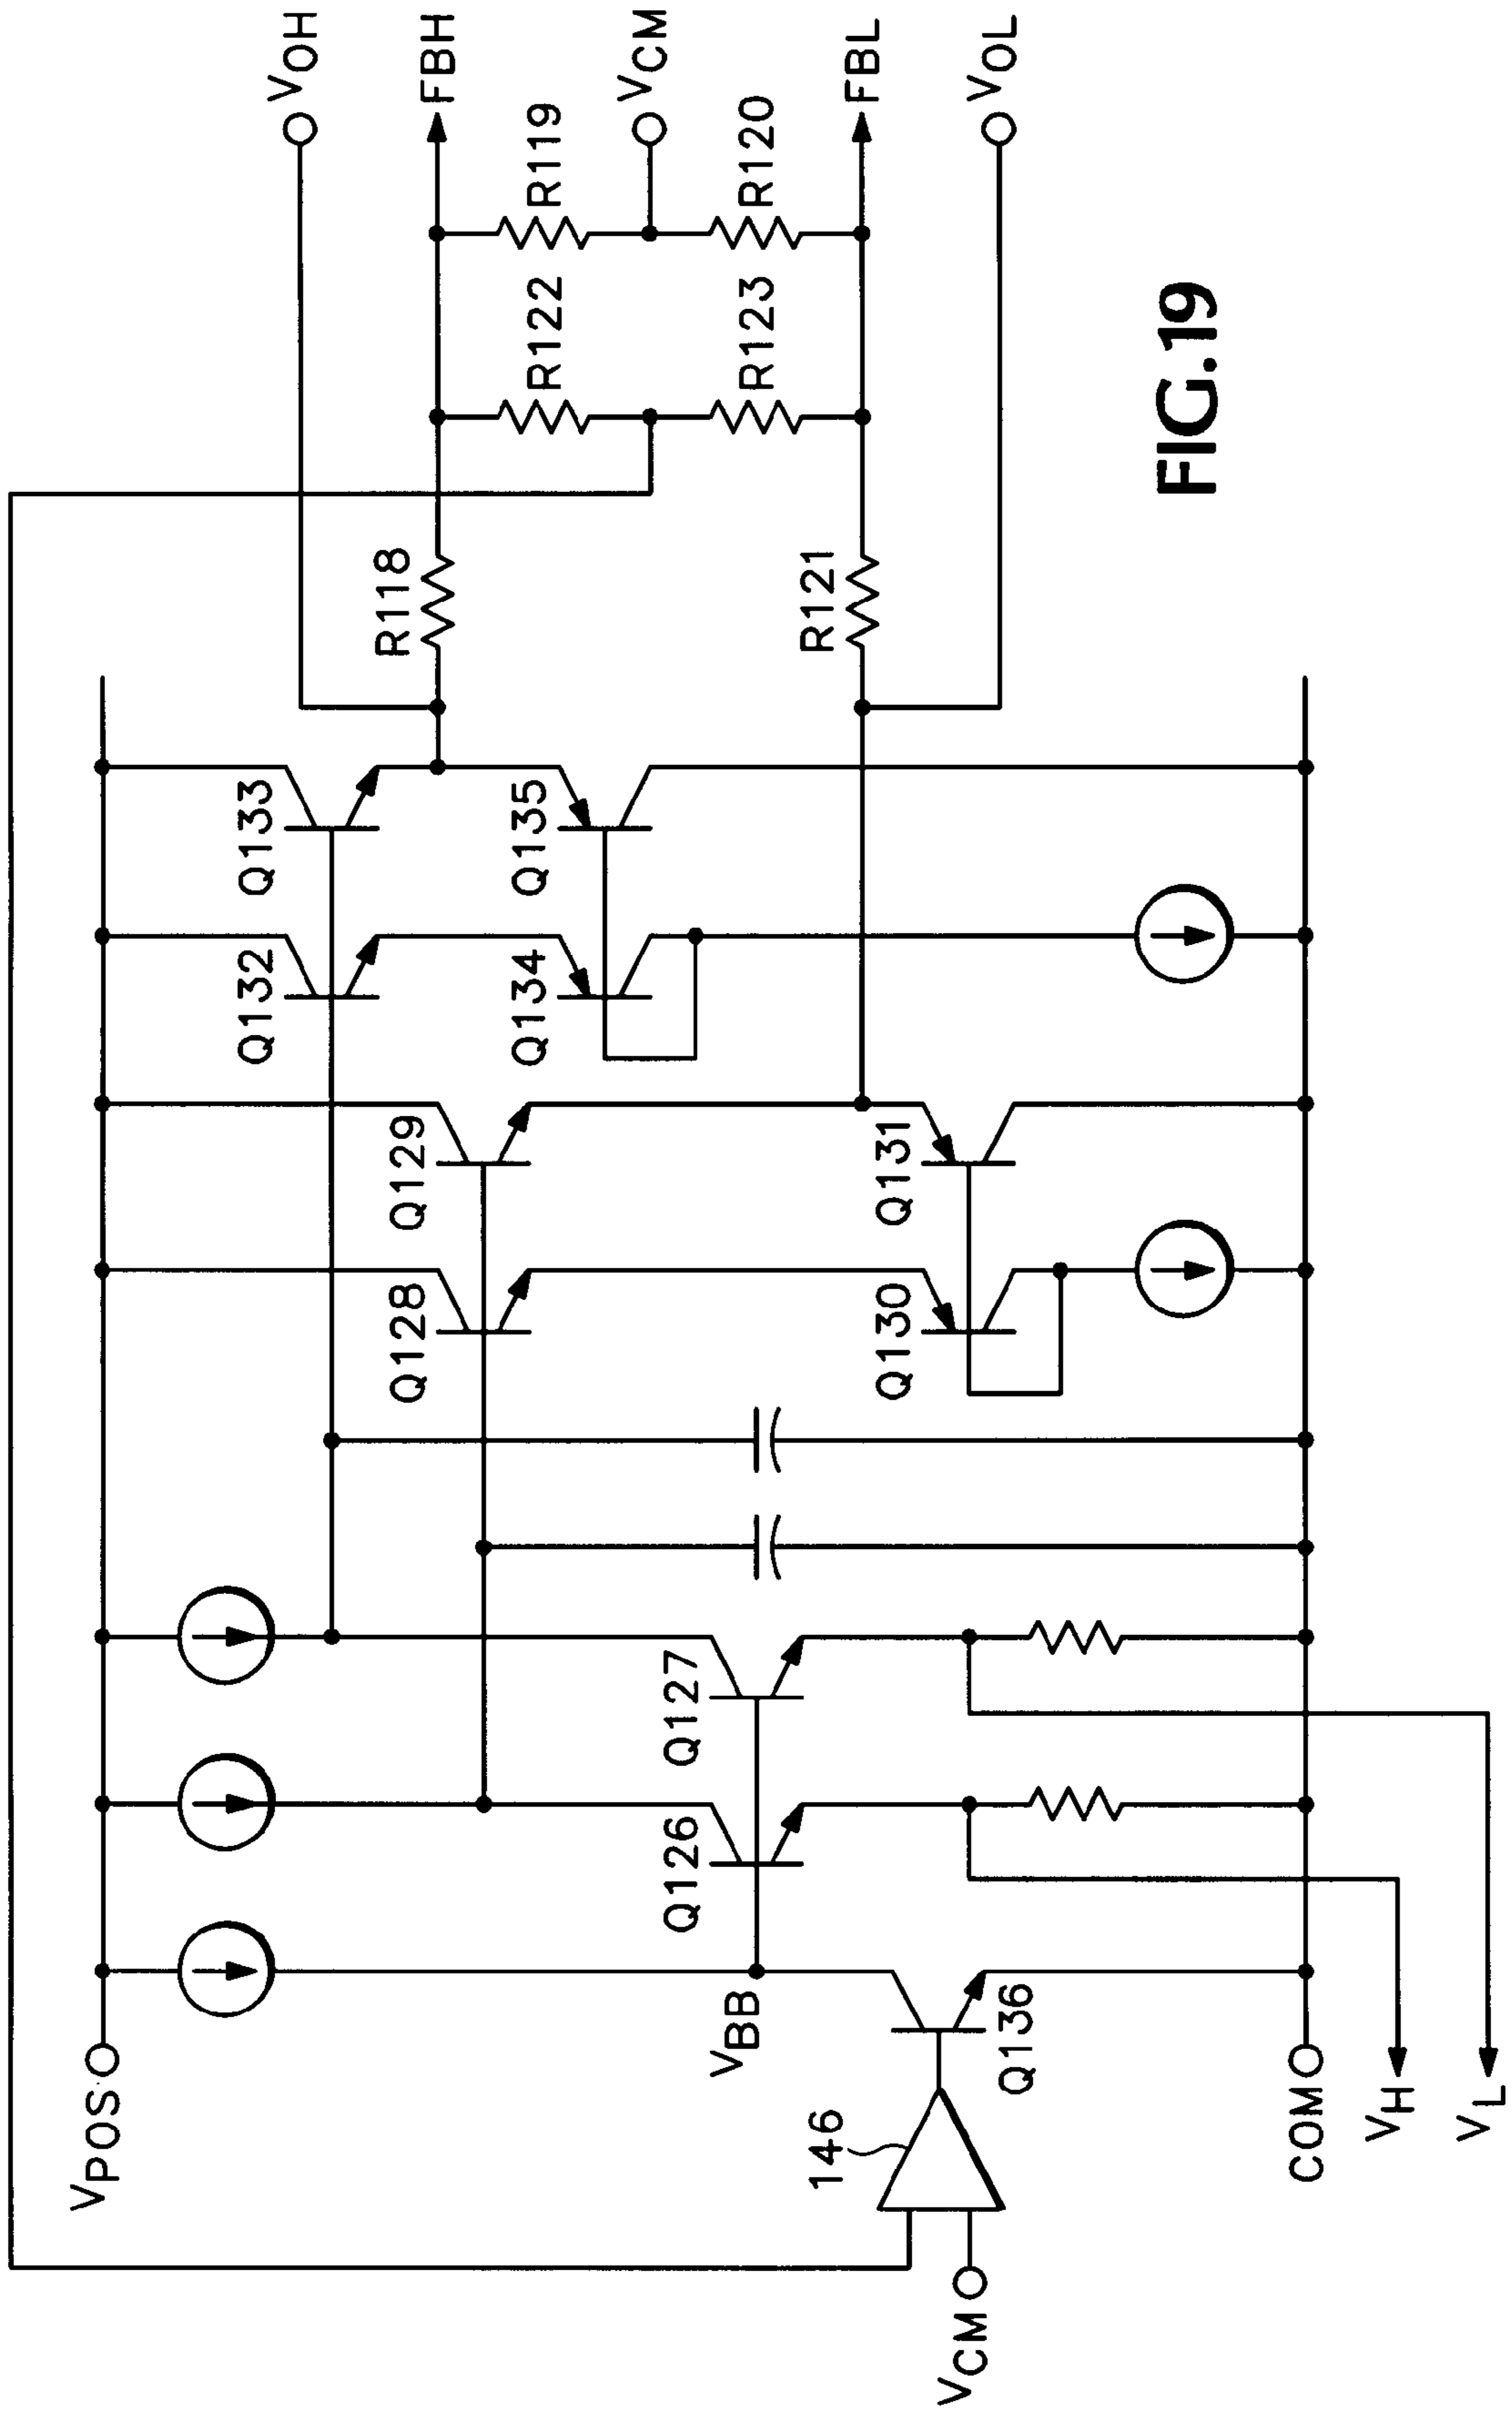 VPOS
VCM
146
Q136
VBB
COM
VH
VL
Q126
Q127
Q128
Q129
Q130
Q131
Q132
Q133
Q134
Q135
R118
R121
R122
R123
R119
R120
VOH
FBH
VCM
FBL
VOL
FIG.19